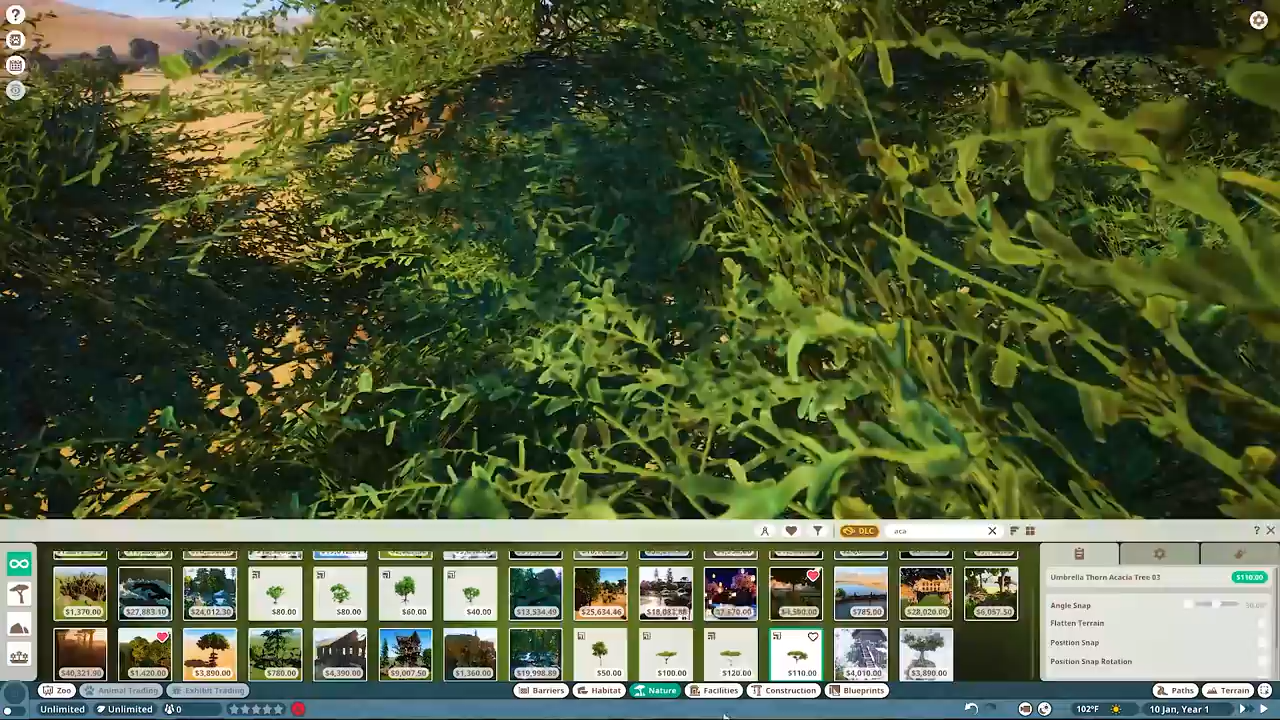 ?
DLC
aca
?
$1,370.00
$27,883.10
$24,012.30
$80.00
$80.00
$60.00
$40.00
$13,534.49
$25,634.46
$785.00
$28,020.00
$6,057.50
Umbrella Thorn Acacia Tree 03
$110.00
Angle Snap
Flatten Terrain
Position Snap
Position Snap Rotation
$40,321.90
$1,420.00
$3,890.00
$780.00
$4,390.00
$9,007.50
$1,360.00
$19,998.89
$50.00
$100.00
$120.00
$110.00
$4,010.00
$3,890.00
Zoo
Animal Trading
Exhibit Trading
Barriers
Habitat
Nature
Facilities
Construction
Blueprints
Paths
Terrain
Unlimited
Unlimited
0
102°F
10 Jan, Year 1